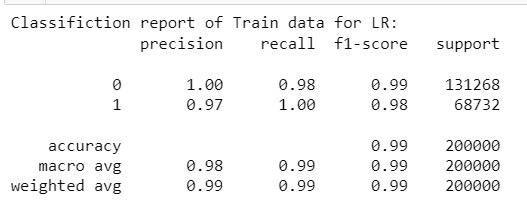 Classifiction report of Train data for LR:
precision recall f1-score support
0 1.00 0.98 0.99 131268
1 0.97 1.00 0.98 68732
accuracy 0.99 200000
macro avg 0.98 0.99 0.99 200000
weighted avg 0.99 0.99 0.99 200000